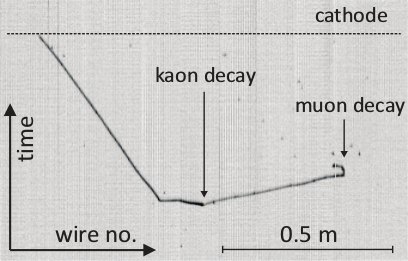 cathode
kaon decay
muon decay
time
wire no.
0.5 m